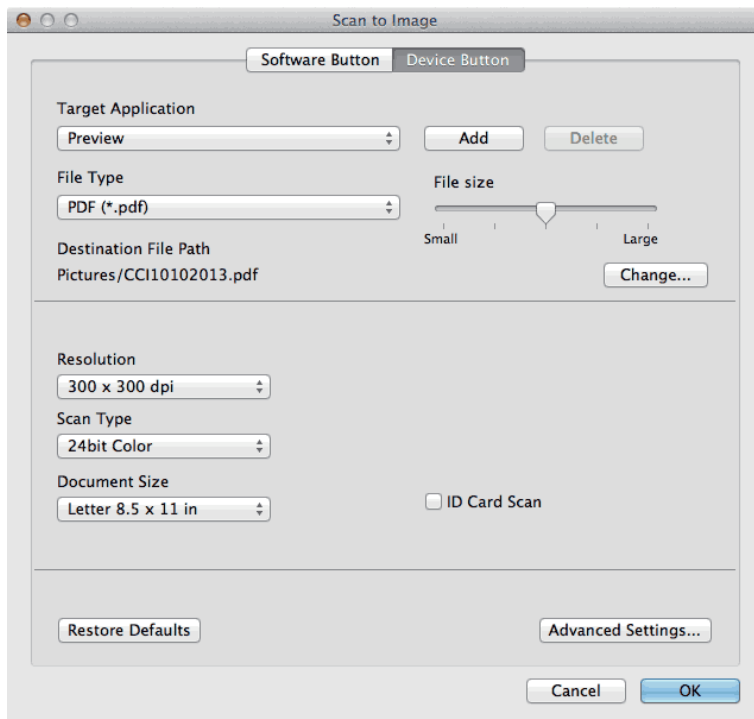 Scan to Image
Software Button Device Button
Target Application
Preview Add Delete
File Type File size
PDF (*.pdf)
Small Large
Destination File Path
Pictures/CCI10102013.pdf Change...
Resolution
300 x 300 dpi
Scan Type
24bit Color
Document Size
Letter 8.5 x 11 in ID Card Scan
Restore Defaults Advanced Settings...
Cancel OK